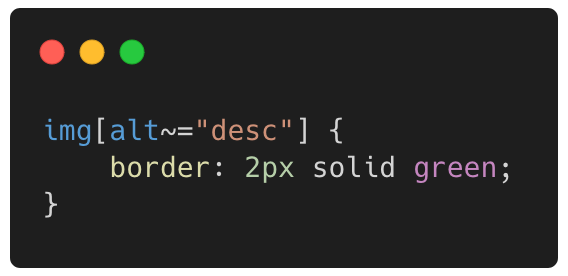 img[alt~="desc"] {
    border: 2px solid green;
}